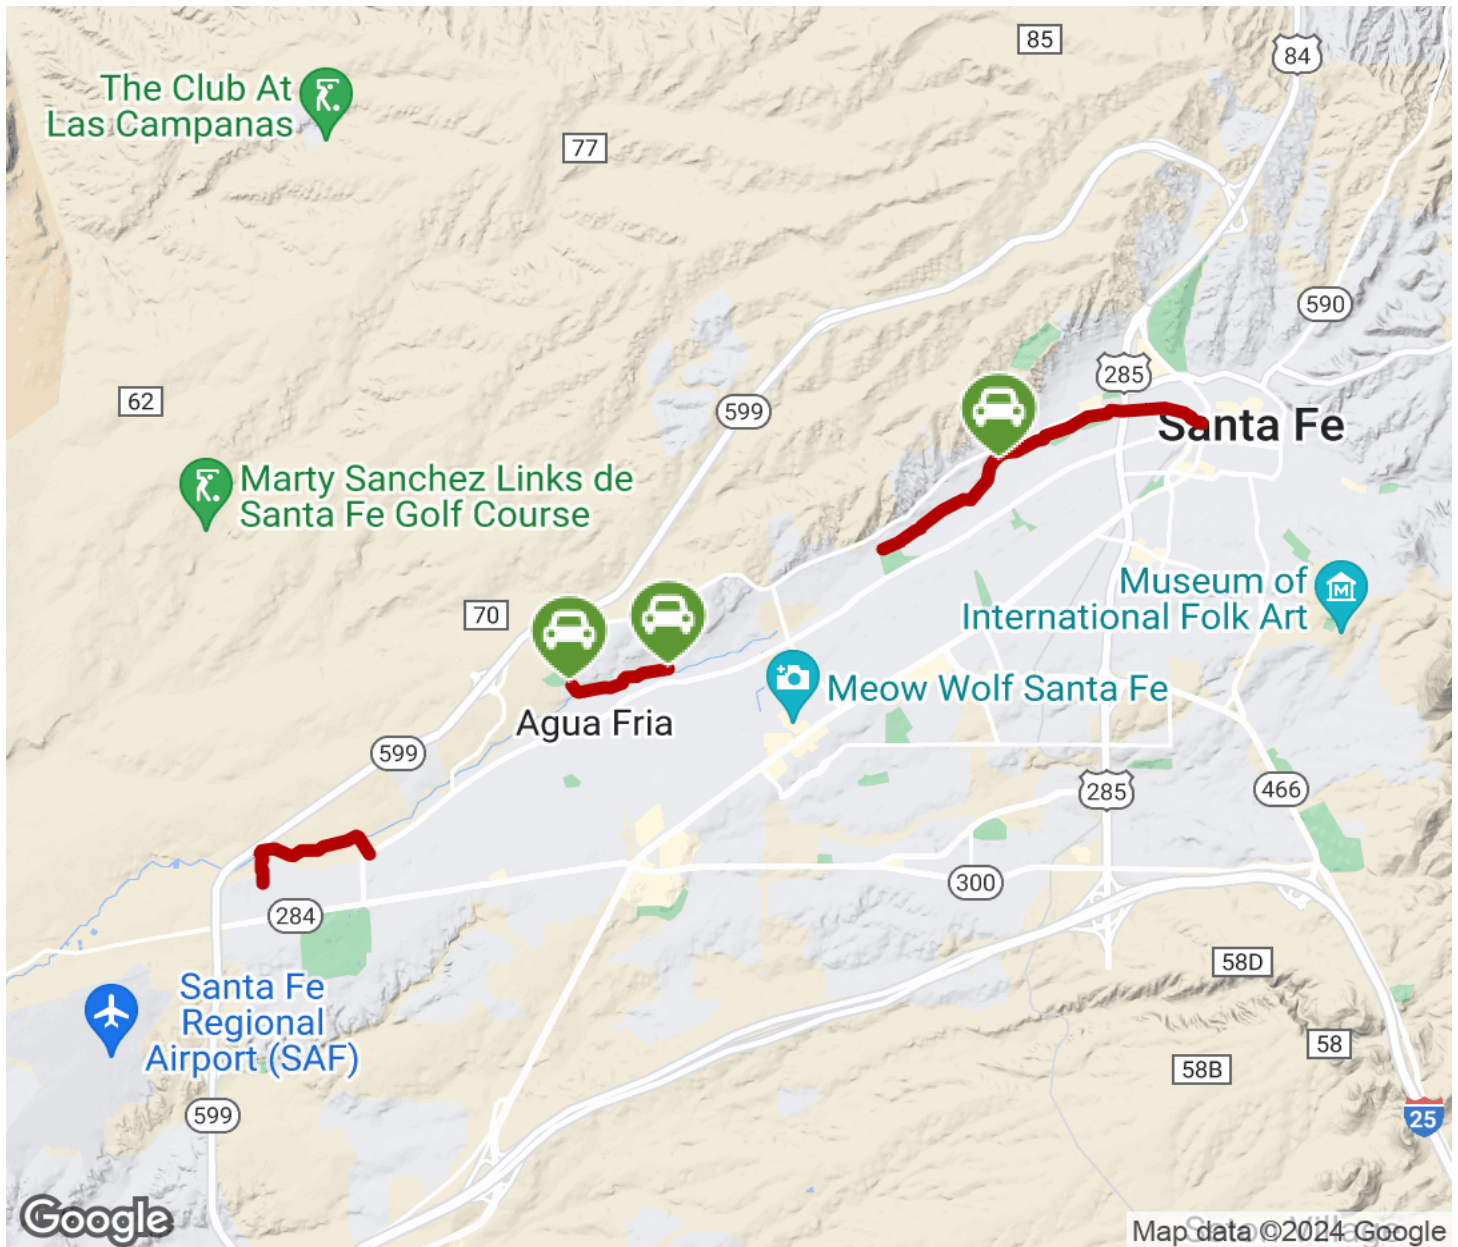 85
84
The Club At
Las Campanas
77
590
285
62
599
Santa Fe
Marty Sanchez Links de
Santa Fe Golf Course
Museum of
International Folk Art
70
Meow Wolf Santa Fe
Agua Fria
599
285
466
300
284
58D
Santa Fe
Regional
Airport (SAF)
58
58B
599
25
Google
Map data ©2024 Google